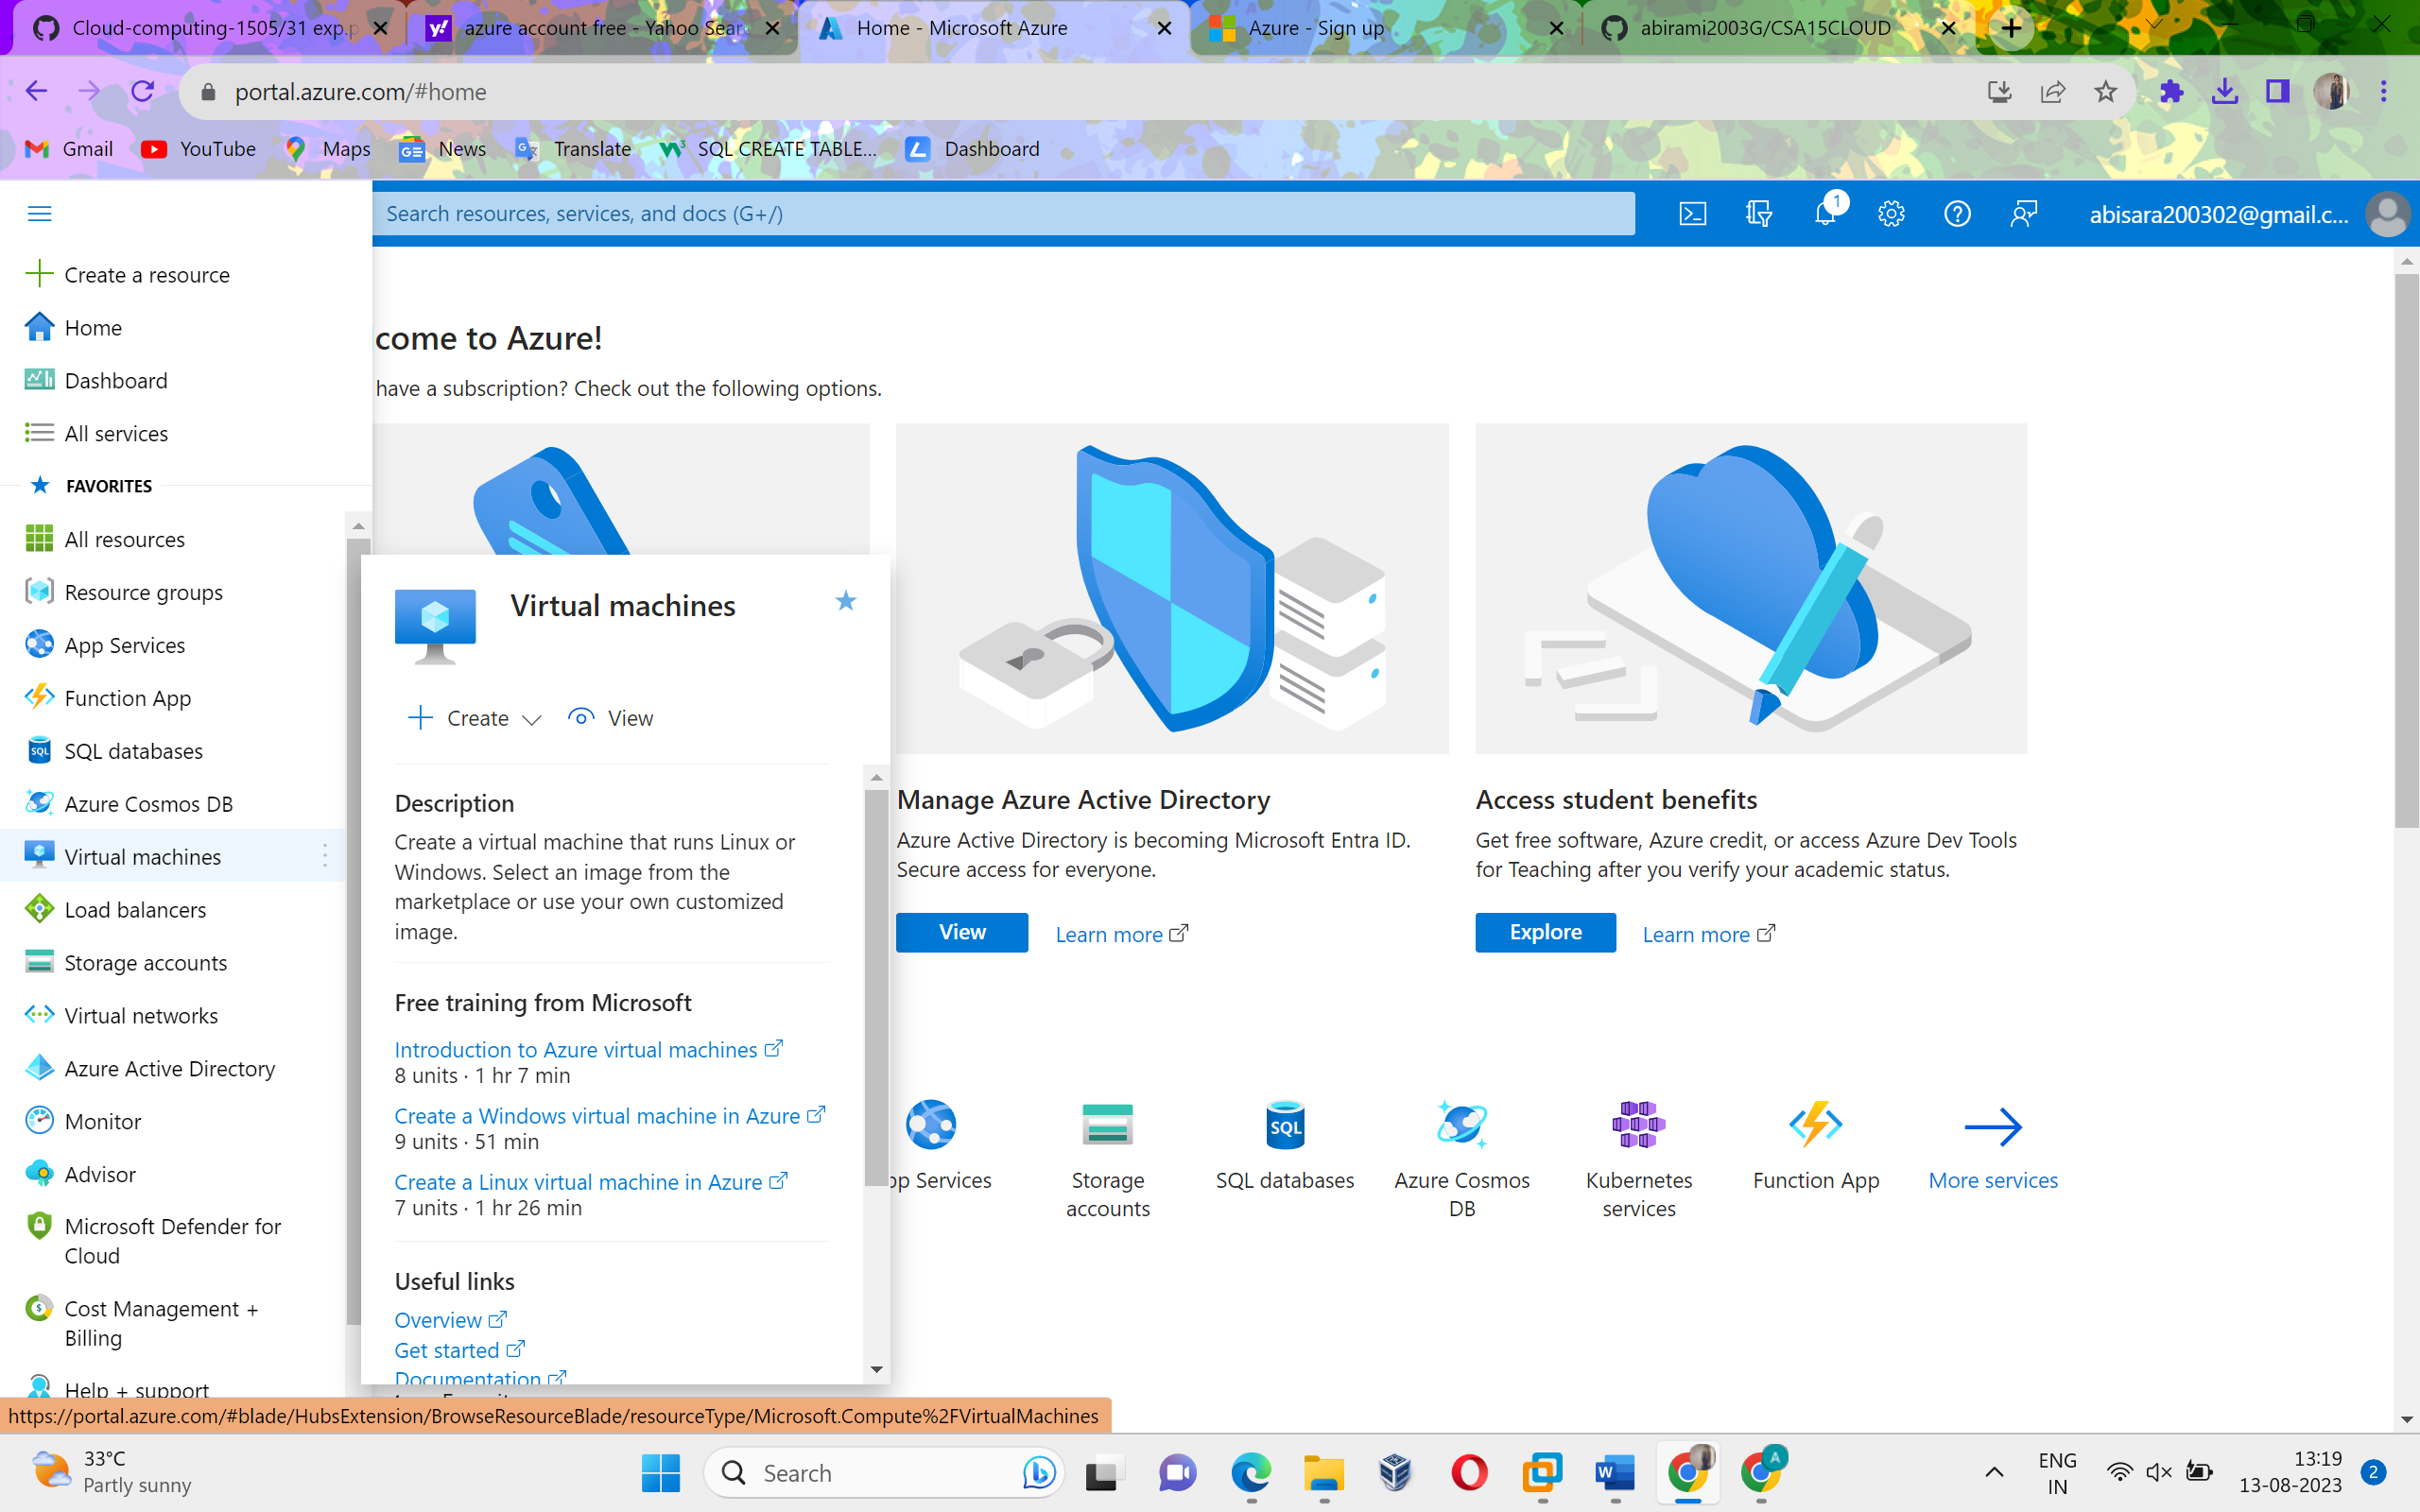 Cloud-computing-1505/31 exp.p
azure account free - Yahoo Sear
Home - Microsoft Azure
Azure - Sign up
abirami2003G/CSA15CLOUD
portal.azure.com/#home
Gmail
YouTube
Maps
News
Translate
SQL CREATE TABLE...
Dashboard
Search resources, services, and docs (G+/)
1
abisara200302@gmail.c...
Create a resource
Home
Dashboard
All services
FAVORITES
All resources
Resource groups
App Services
Function App
SQL databases
Azure Cosmos DB
Virtual machines
Load balancers
Storage accounts
Virtual networks
Azure Active Directory
Monitor
Advisor
Microsoft Defender for
Cloud
Cost Management +
Billing
Help + support
come to Azure!
have a subscription? Check out the following options.
Virtual machines
Create
View
Description
Create a virtual machine that runs Linux or
Windows. Select an image from the
marketplace or use your own customized
image.
Free training from Microsoft
Introduction to Azure virtual machines
8 units · 1 hr 7 min
Create a Windows virtual machine in Azure
9 units · 51 min
Create a Linux virtual machine in Azure
7 units · 1 hr 26 min
Useful links
Overview
Get started
Documentation
Manage Azure Active Directory
Azure Active Directory is becoming Microsoft Entra ID.
Secure access for everyone.
View
Learn more
Access student benefits
Get free software, Azure credit, or access Azure Dev Tools
for Teaching after you verify your academic status.
Explore
Learn more
pp Services
Storage
accounts
SQL
SQL databases
Azure Cosmos
DB
Kubernetes
services
Function App
More services
https://portal.azure.com/#blade/HubsExtension/BrowseResourceBlade/resourceType/Microsoft.Compute%2FVirtualMachines
33°C
Partly sunny
Search
ENG
IN
13:19
13-08-2023
2